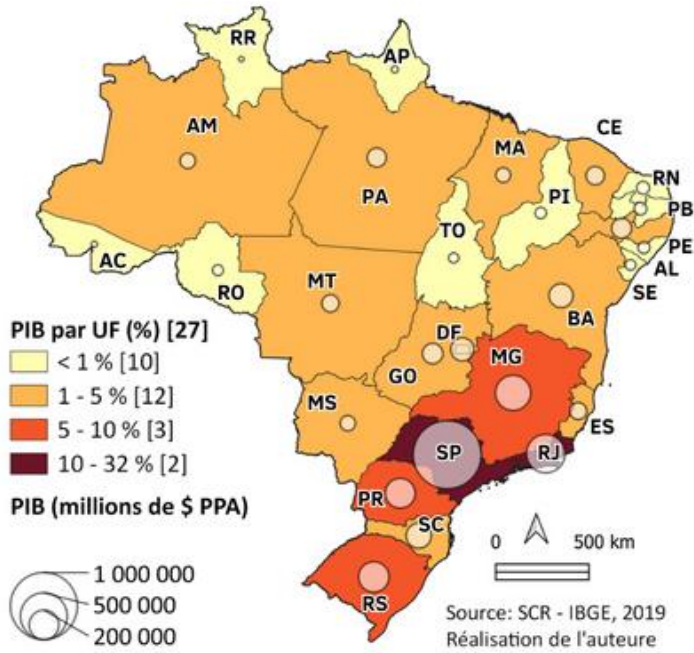 RR
AP
AM
PA
MA
CE
RN
PB
PI
PE
TO
AL
SE
AC
RO
MT
BA
DF
GO
MG
MS
ES
SP
RJ
PR
SC
RS
PIB par UF (%) [27]
< 1 % [10]
1 - 5 % [12]
5 - 10 % [3]
10 - 32 % [2]
PIB (millions de $ PPA)
1 000 000
500 000
200 000
0 500 km
Source: SCR - IBGE, 2019
Réalisation de l'auteure